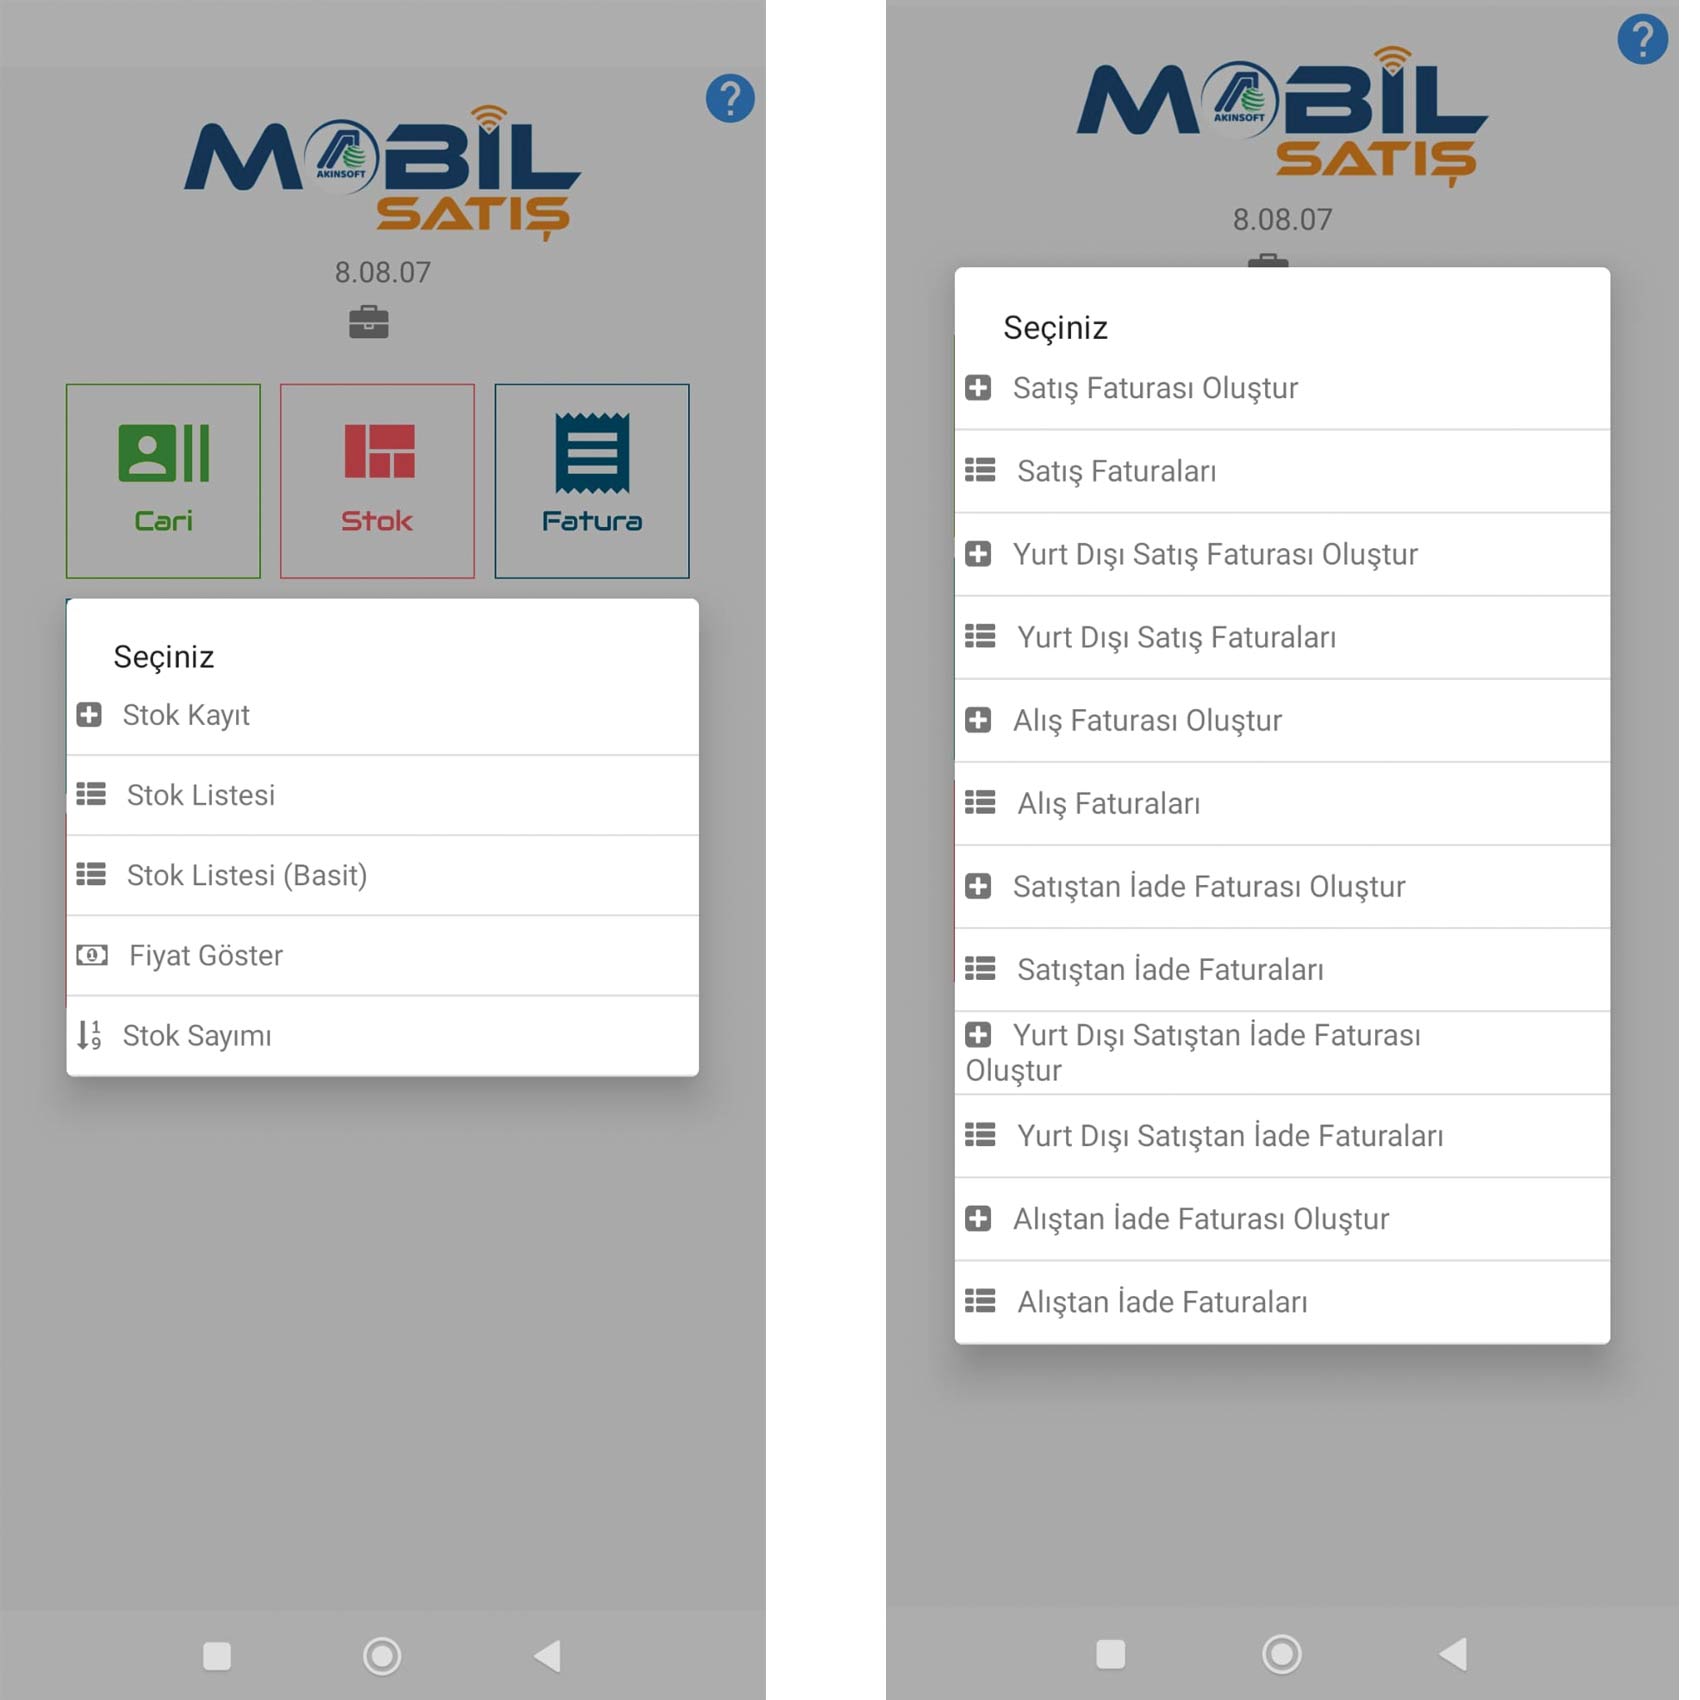 MOBİL
AKINSOFT
SATIŞ
8.08.07
Cari
Stok
Fatura
Seçiniz
Stok Kayıt
Stok Listesi
Stok Listesi (Basit)
Fiyat Göster
Stok Sayımı
MOBİL
AKINSOFT
SATIŞ
8.08.07
Seçiniz
Satış Faturası Oluştur
Satış Faturaları
Yurt Dışı Satış Faturası Oluştur
Yurt Dışı Satış Faturaları
Alış Faturası Oluştur
Alış Faturaları
Satıştan İade Faturası Oluştur
Satıştan İade Faturaları
Yurt Dışı Satıştan İade Faturası
Oluştur
Yurt Dışı Satıştan İade Faturaları
Alıştan İade Faturası Oluştur
Alıştan İade Faturaları